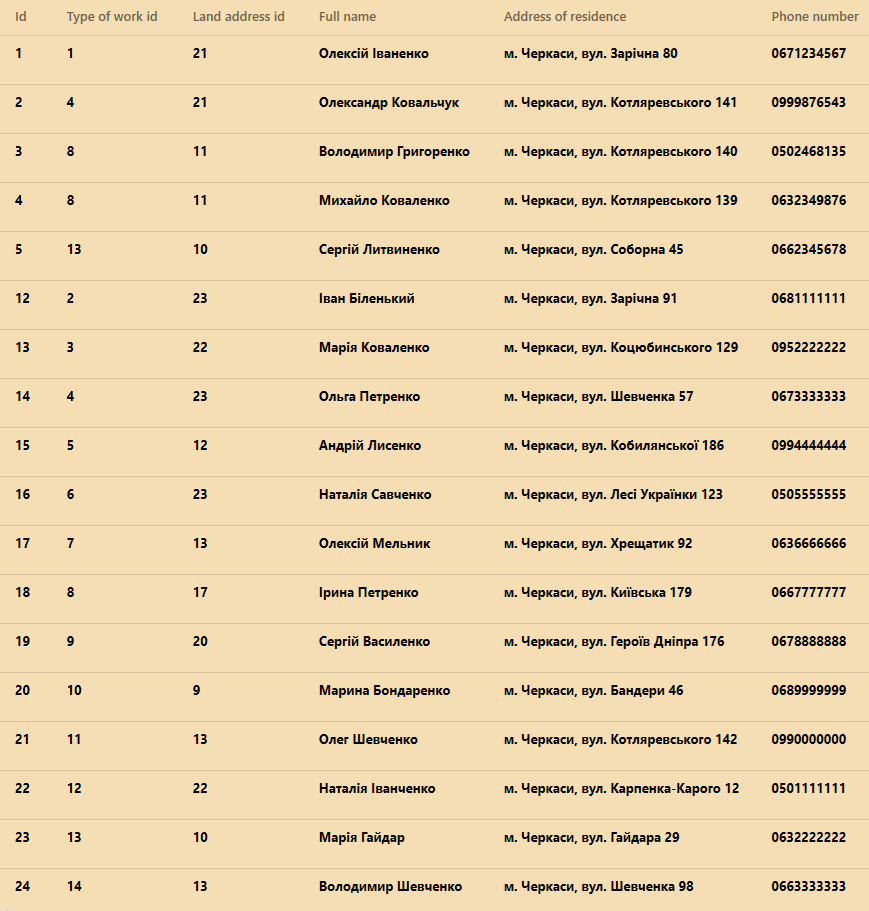 Id Type of work id Land address id Full name Address of residence Phone number
1 1 21 Олексій Іваненко м. Черкаси, вул. Зарічна 80 0671234567
2 4 21 Олександр Ковальчук м. Черкаси, вул. Котляревського 141 0999876543
3 8 11 Володимир Григоренко м. Черкаси, вул. Котляревського 140 0502468135
4 8 11 Михайло Коваленко м. Черкаси, вул. Котляревського 139 0632349876
5 13 10 Сергій Литвиненко м. Черкаси, вул. Соборна 45 0662345678
12 2 23 Іван Біленький м. Черкаси, вул. Зарічна 91 0681111111
13 3 22 Марія Коваленко м. Черкаси, вул. Коцюбинського 129 0952222222
14 4 23 Ольга Петренко м. Черкаси, вул. Шевченка 57 0673333333
15 5 12 Андрій Лисенко м. Черкаси, вул. Кобилянської 186 0994444444
16 6 23 Наталія Савченко м. Черкаси, вул. Лесі Українки 123 0505555555
17 7 13 Олексій Мельник м. Черкаси, вул. Хрещатик 92 0636666666
18 8 17 Ірина Петренко м. Черкаси, вул. Київська 179 0667777777
19 9 20 Сергій Василенко м. Черкаси, вул. Героїв Дніпра 176 0678888888
20 10 9 Марина Бондаренко м. Черкаси, вул. Бандери 46 0689999999
21 11 13 Олег Шевченко м. Черкаси, вул. Котляревського 142 0990000000
22 12 22 Наталія Іванченко м. Черкаси, вул. Карпенка-Карого 12 0501111111
23 13 10 Марія Гайдар м. Черкаси, вул. Гайдара 29 0632222222
24 14 13 Володимир Шевченко м. Черкаси, вул. Шевченка 98 0663333333